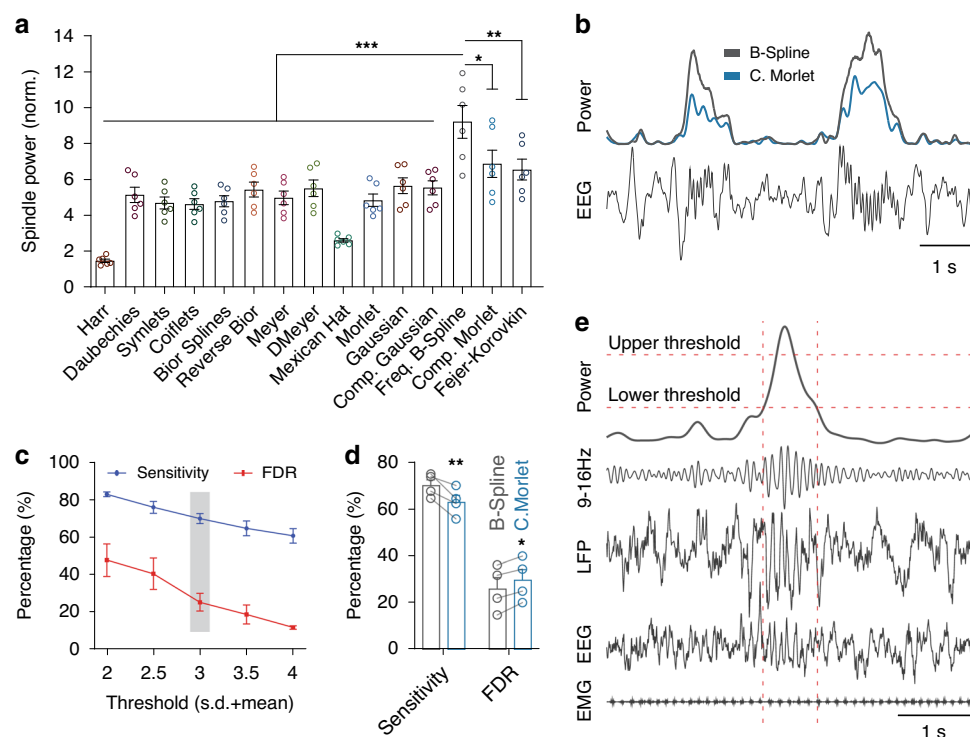 a
Spindle power (norm.)
14
12
10
8
6
4
2
0
***
**
*
Harr
Daubechies
Symlets
Coiflets
Bior Splines
Reverse Bior
Meyer
DMeyer
Mexican Hat
Morlet
Gaussian
Comp. Gaussian
Freq. B-Spline
Comp. Morlet
Fejer-Korovkin
b
B-Spline
C. Morlet
Power
EEG
1 s
c
Percentage (%)
100
80
60
40
20
0
Sensitivity
FDR
2
2.5
3
3.5
4
Threshold (s.d.+mean)
d
Percentage (%)
80
60
40
20
0
**
*
B-Spline
C.Morlet
Sensitivity
FDR
e
Upper threshold
Lower threshold
Power
9-16Hz
LFP
EEG
EMG
1 s